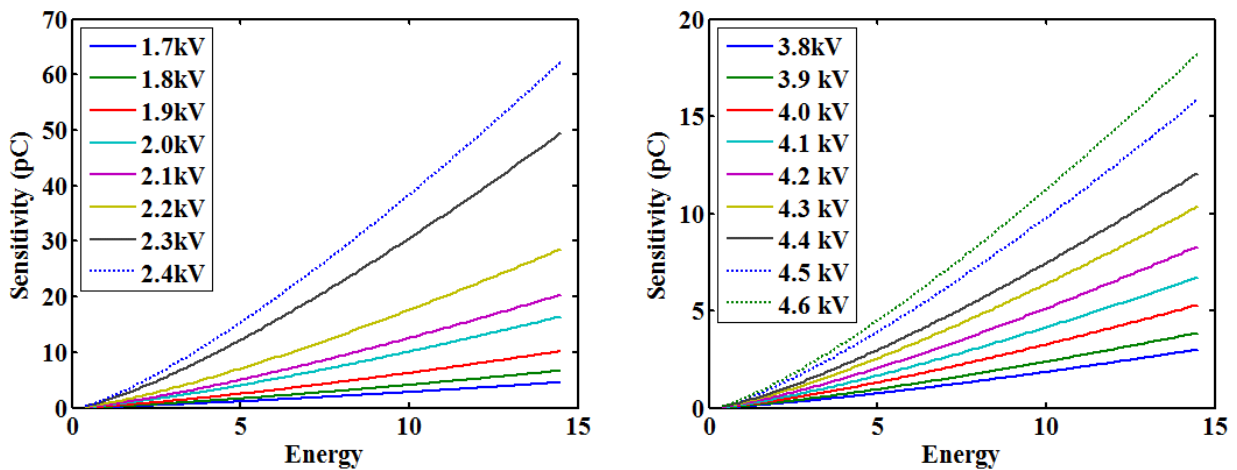 70
60
50
40
30
20
10
0
Sensitivity (pC)
1.7kV
1.8kV
1.9kV
2.0kV
2.1kV
2.2kV
2.3kV
2.4kV
0 5 10 15
Energy
20
15
10
5
0
Sensitivity (pC)
3.8kV
3.9 kV
4.0 kV
4.1 kV
4.2 kV
4.3 kV
4.4 kV
4.5 kV
4.6 kV
0 5 10 15
Energy